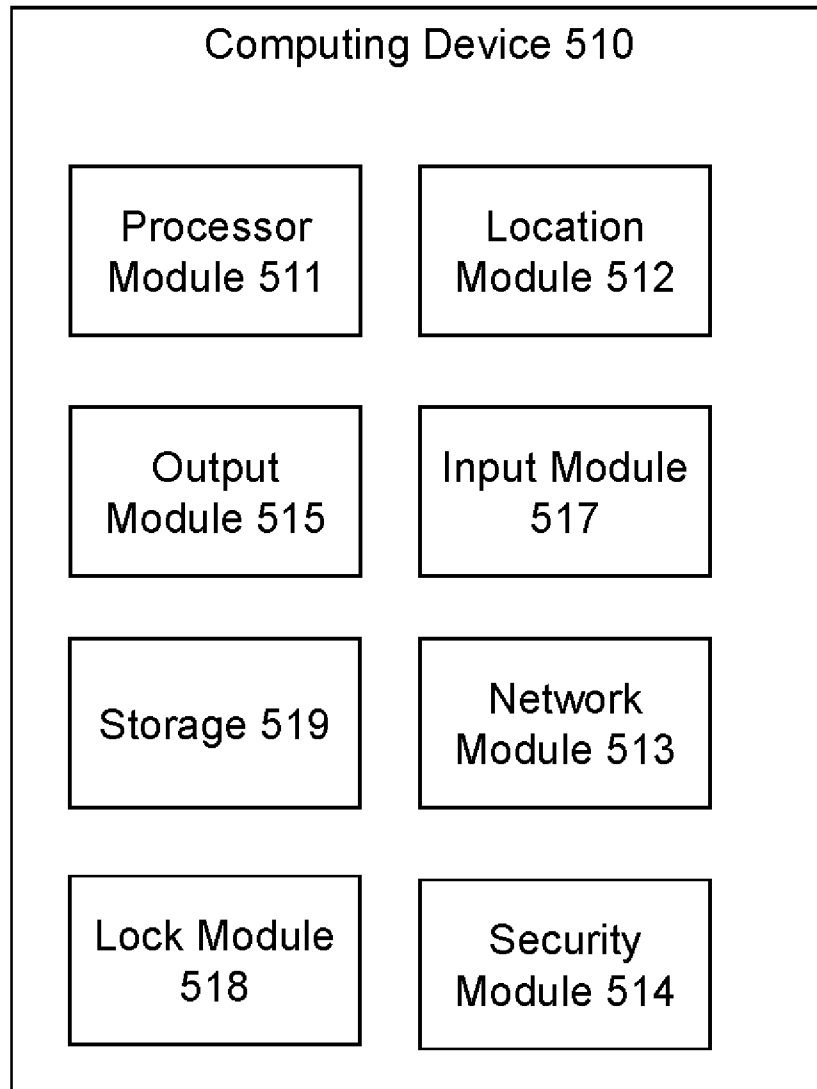 Computing Device 510
Processor
Module 511
Location
Module 512
Output
Module 515
Input Module
517
Storage 519
Network
Module 513
Lock Module
518
Security
Module 514